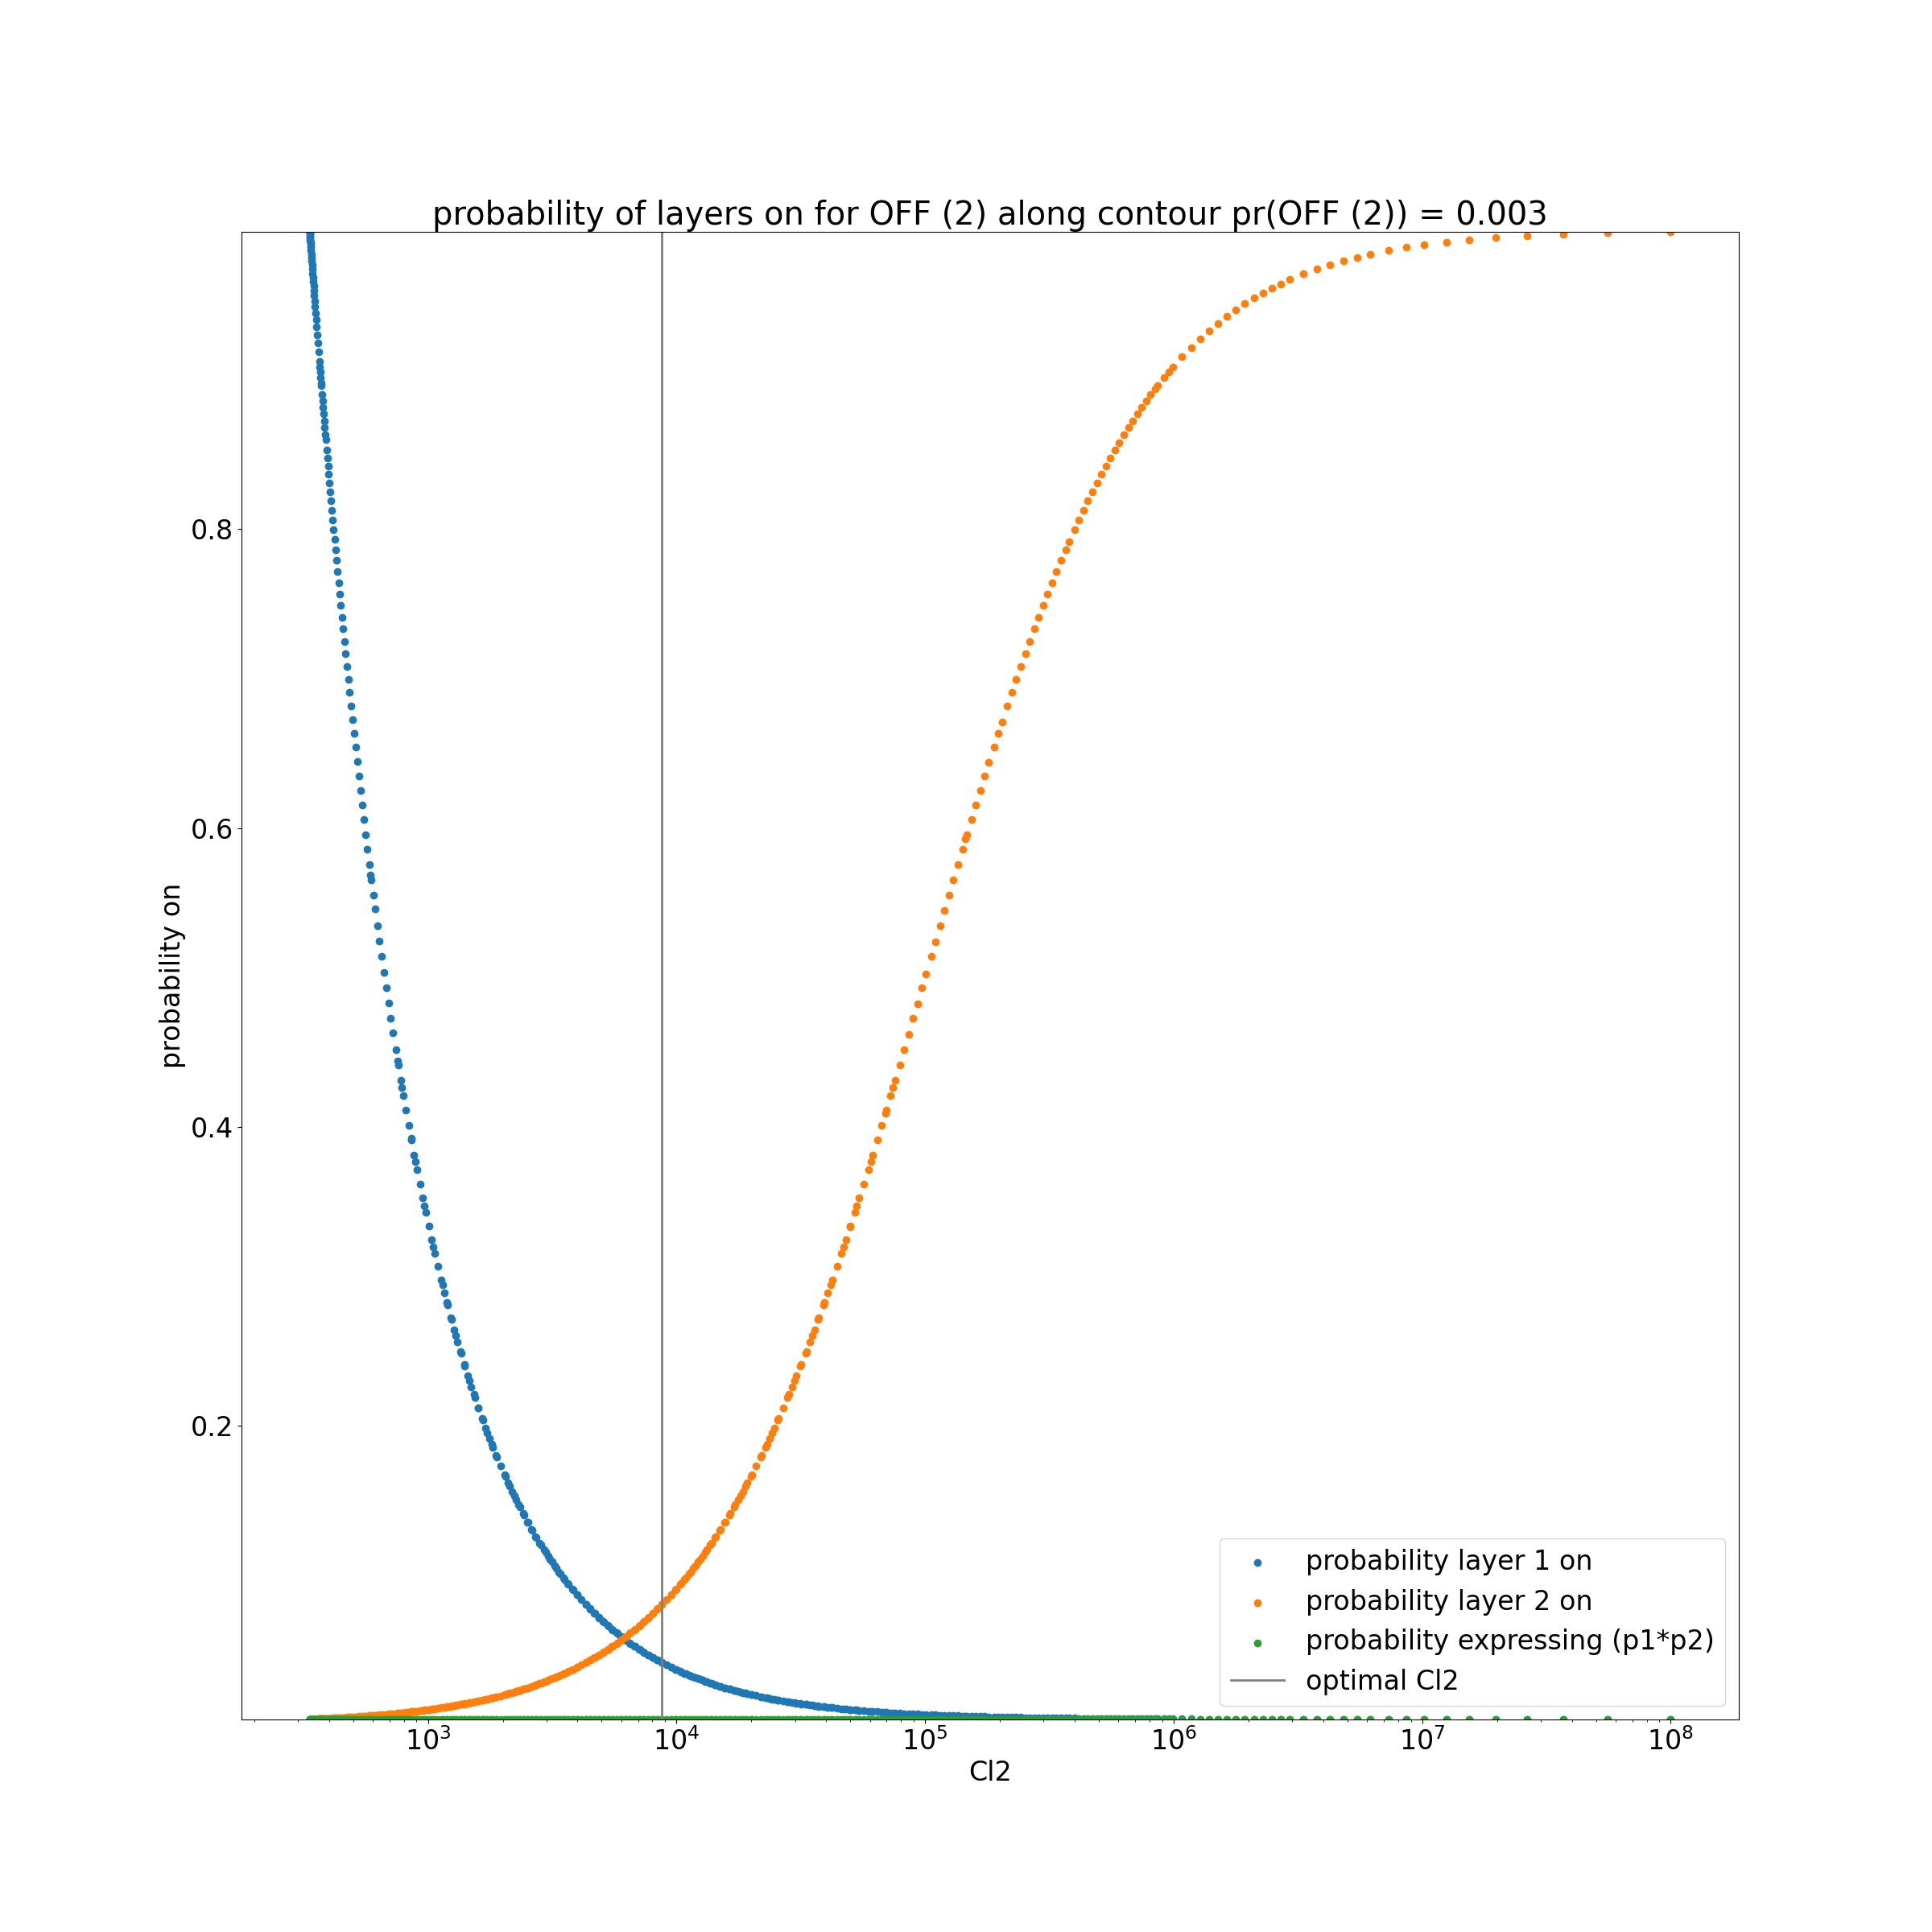 probability of layers on for OFF (2) along contour pr(OFF (2)) = 0.003
probability on
0.8
0.6
0.4
0.2
probability layer 1 on
probability layer 2 on
probability expressing (p1*p2)
optimal Cl2
10³ 10⁴ 10⁵ 10⁶ 10⁷ 10⁸
Cl2